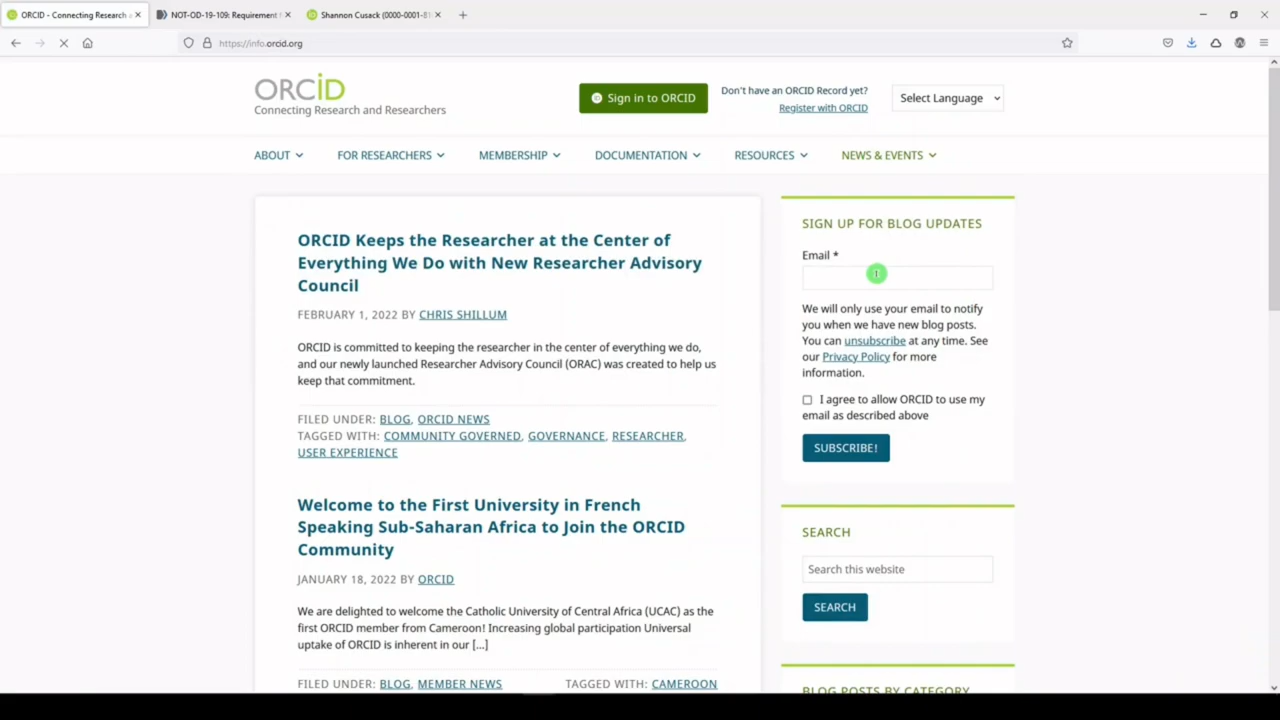 ORCID - Connecting Research a
NOT-OD-19-109: Requirement f
Shannon Cusack (0000-0001-81
https://info.orcid.org
ORCiD
Connecting Research and Researchers
Sign in to ORCID
Don't have an ORCID Record yet?
Register with ORCID
Select Language
ABOUT
FOR RESEARCHERS
MEMBERSHIP
DOCUMENTATION
RESOURCES
NEWS & EVENTS
ORCID Keeps the Researcher at the Center of
Everything We Do with New Researcher Advisory
Council
FEBRUARY 1, 2022 BY CHRIS SHILLUM
ORCID is committed to keeping the researcher in the center of everything we do,
and our newly launched Researcher Advisory Council (ORAC) was created to help us
keep that commitment.
FILED UNDER: BLOG, ORCID NEWS
TAGGED WITH: COMMUNITY GOVERNED, GOVERNANCE, RESEARCHER,
USER EXPERIENCE
Welcome to the First University in French
Speaking Sub-Saharan Africa to Join the ORCID
Community
JANUARY 18, 2022 BY ORCID
We are delighted to welcome the Catholic University of Central Africa (UCAC) as the
first ORCID member from Cameroon! Increasing global participation Universal
uptake of ORCID is inherent in our [...]
FILED UNDER: BLOG, MEMBER NEWS
TAGGED WITH: CAMEROON
SIGN UP FOR BLOG UPDATES
Email *
We will only use your email to notify
you when we have new blog posts.
You can unsubscribe at any time. See
our Privacy Policy for more
information.
I agree to allow ORCID to use my
email as described above
SUBSCRIBE!
SEARCH
Search this website
SEARCH
BLOG POSTS BY CATEGORY